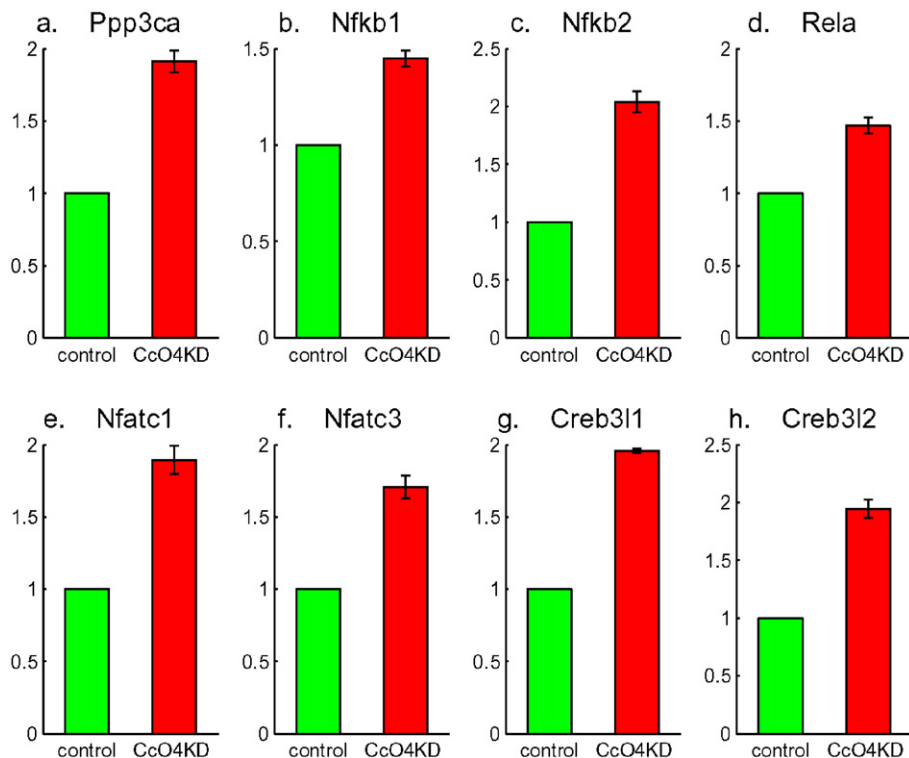 a. Ppp3ca
2
1.5
1
0.5
0
control CcO4KD
b. Nfkb1
1.5
1
0.5
0
control CcO4KD
c. Nfkb2
2.5
2
1.5
1
0.5
0
control CcO4KD
d. Rela
2
1.5
1
0.5
0
control CcO4KD
e. Nfatc1
2
1.5
1
0.5
0
control CcO4KD
f. Nfatc3
2
1.5
1
0.5
0
control CcO4KD
g. Creb3l1
2
1.5
1
0.5
0
control CcO4KD
h. Creb3l2
2.5
2
1.5
1
0.5
0
control CcO4KD